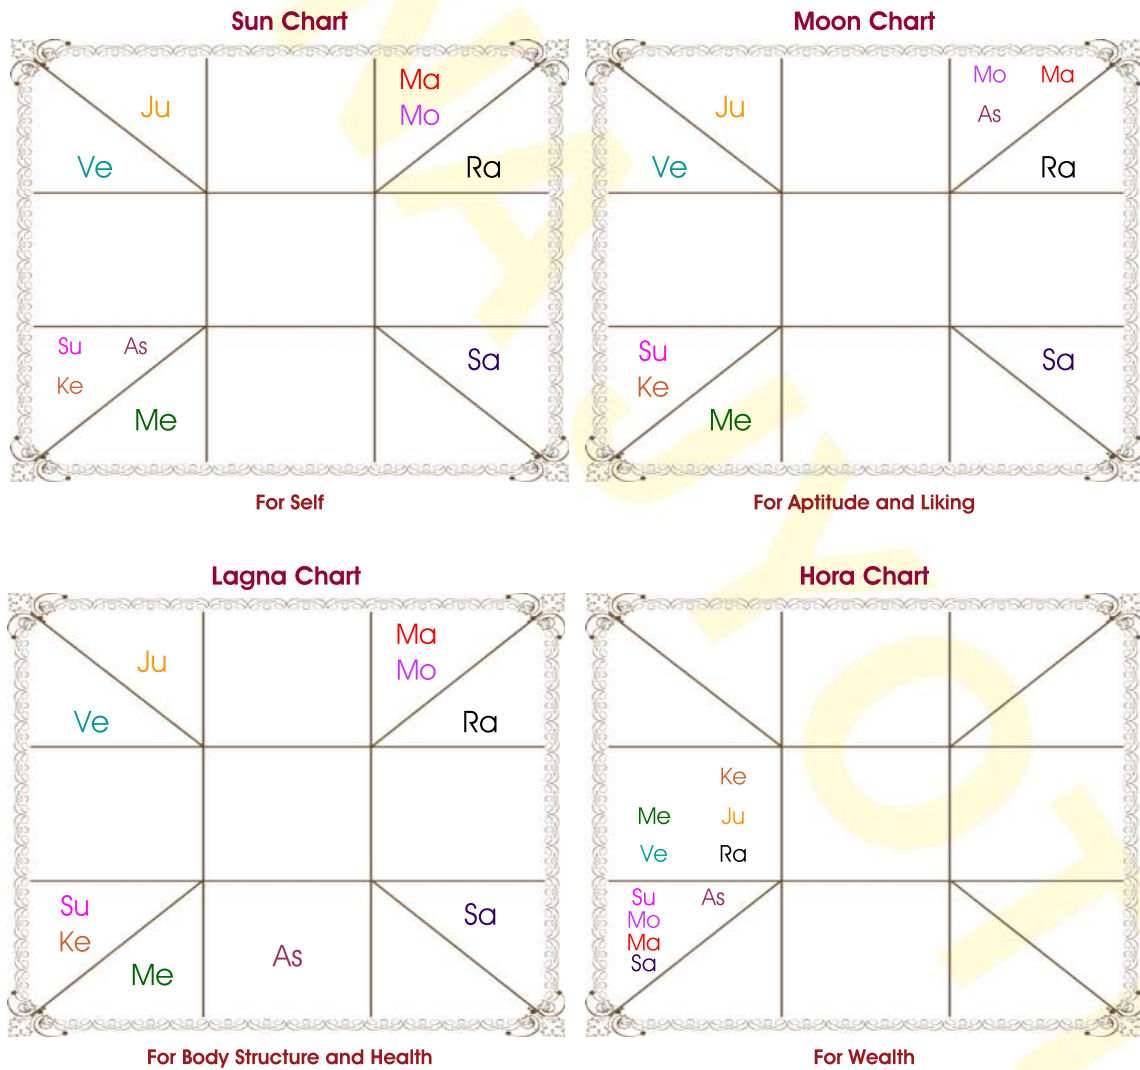 Sun Chart
Ju
Ma
Mo
Ve
Ra
Su As
Ke
Sa
Me
For Self
Moon Chart
Mo Ma
Ju
As
Ve
Ra
Su
Ke
Sa
Me
For Aptitude and Liking
Lagna Chart
Ma
Ju
Mo
Ve
Ra
Su
Ke
Sa
As
Me
For Body Structure and Health
Hora Chart
Ke
Me Ju
Ve Ra
Su As
Mo
Ma
Sa
For Wealth